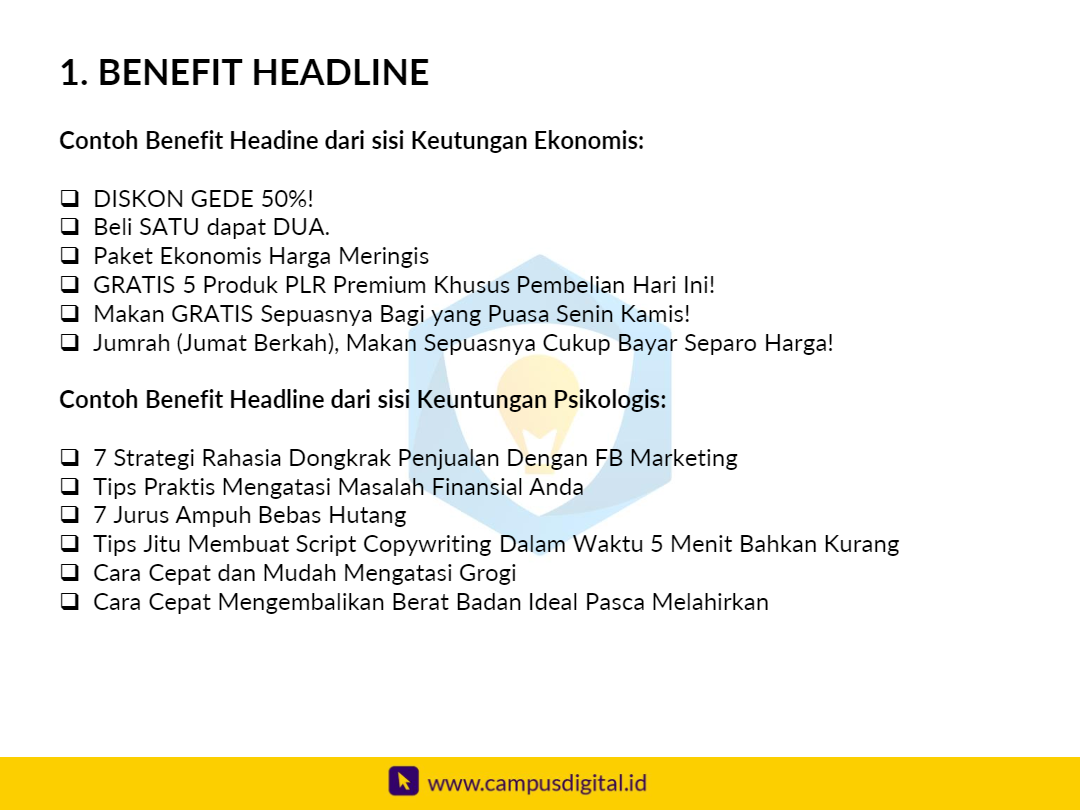 1. BENEFIT HEADLINE
Contoh Benefit Headine dari sisi Keutungan Ekonomis:
❑ DISKON GEDE 50%!
❑ Beli SATU dapat DUA.
❑ Paket Ekonomis Harga Meringis
❑ GRATIS 5 Produk PLR Premium Khusus Pembelian Hari Ini!
❑ Makan GRATIS Sepuasnya Bagi yang Puasa Senin Kamis!
❑ Jumrah (Jumat Berkah), Makan Sepuasnya Cukup Bayar Separo Harga!
Contoh Benefit Headline dari sisi Keuntungan Psikologis:
❑ 7 Strategi Rahasia Dongkrak Penjualan Dengan FB Marketing
❑ Tips Praktis Mengatasi Masalah Finansial Anda
❑ 7 Jurus Ampuh Bebas Hutang
❑ Tips Jitu Membuat Script Copywriting Dalam Waktu 5 Menit Bahkan Kurang
❑ Cara Cepat dan Mudah Mengatasi Grogi
❑ Cara Cepat Mengembalikan Berat Badan Ideal Pasca Melahirkan
www.campusdigital.id